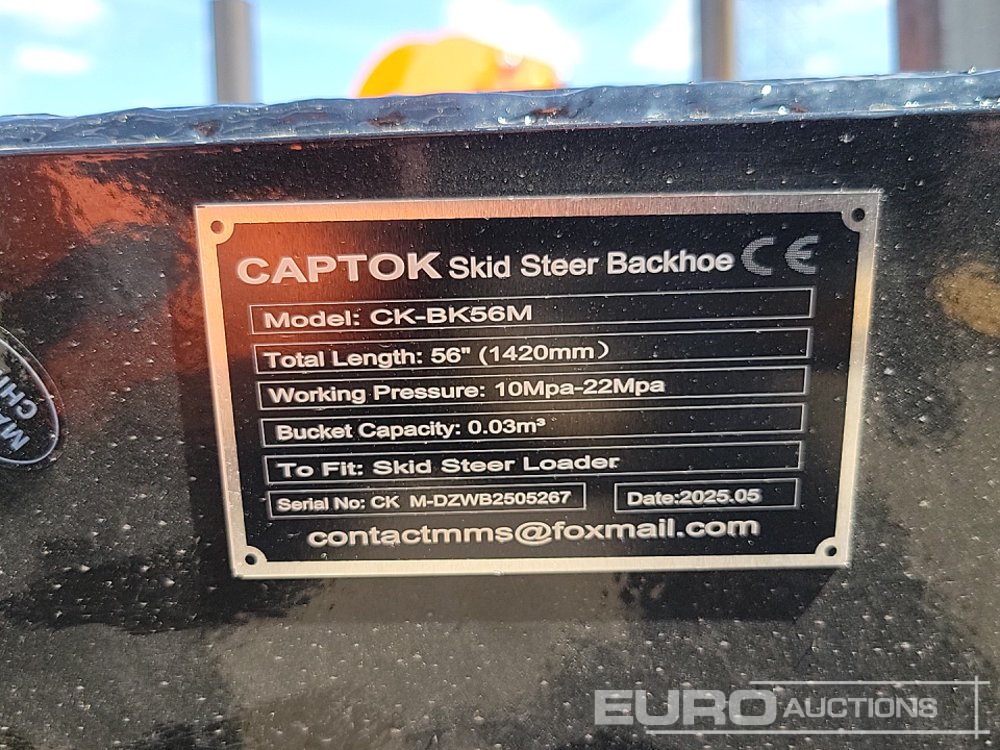 CAPTOK Skid Steer Backhoe CE
Model: CK-BK56M
Total Length: 56" (1420mm)
Working Pressure: 10Mpa-22Mpa
Bucket Capacity: 0.03m³
To Fit: Skid Steer Loader
Serial No: CK M-DZWB2505267 Date:2025.05
contactmms@foxmail.com
EURO AUCTIONS